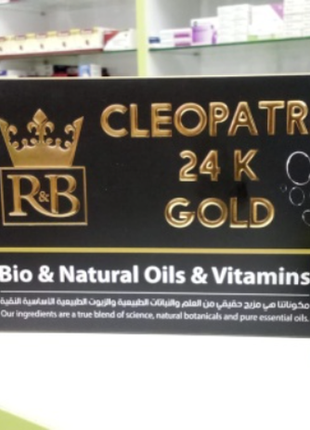 CLEOPATR
24 K
GOLD
R&B
Bio & Natural Oils & Vitamins
مكوناتنا هي مزيج حقيقي من العلم والنباتات الطبيعية والزيوت الطبيعية الأساسية النقية
Our ingredients are a true blend of science, natural botanicals and pure essential oils.